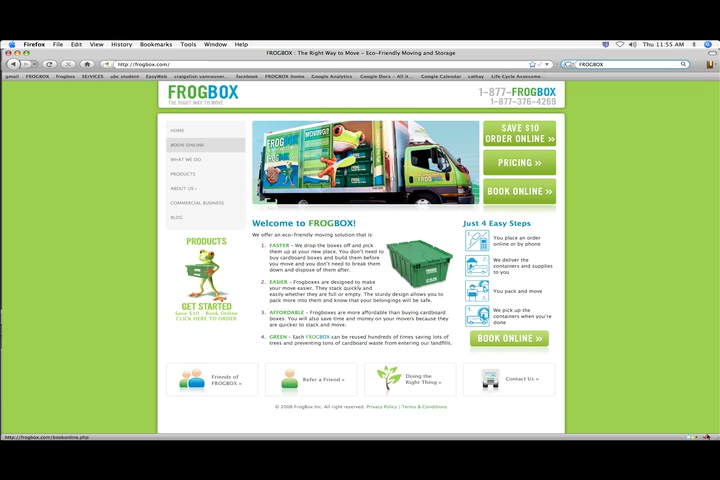 Firefox File Edit View History Bookmarks Tools Window Help
Thu 11:55 AM
FROGBOX : The Right Way to Move – Eco-Friendly Moving and Storage
http://frogbox.com/
FROGBOX
gmail FROGBOX frogbox SE/VICES ubc student EasyWeb craigslist: vancouver... facebook FROGBOX |home Google Analytics Google Docs – All it... Google Calendar cathay Life Cycle Assessme...
FROGBOX
THE RIGHT WAY TO MOVE
1-877-FROGBOX
1-877-376-4269
HOME
BOOK ONLINE
WHAT WE DO
PRODUCTS
ABOUT US
COMMERCIAL BUSINESS
BLOG
MOVING?
FROGBOX
SAVE $10
ORDER ONLINE »
PRICING »
BOOK ONLINE »
PRODUCTS
GET STARTED
Save $10 – Book Online
CLICK HERE TO ORDER
Welcome to FROGBOX!
We offer an eco-friendly moving solution that is:
1. FASTER – We drop the boxes off and pick
them up at your new place. You don't need to
buy cardboard boxes and build them before
you move and you don't need to break them
down and dispose of them after.
2. EASIER – Frogboxes are designed to make
your move easier. They stack quickly and
easily whether they are full or empty. The sturdy design allows you to
pack more into them and know that your belongings will be safe.
3. AFFORDABLE – Frogboxes are more affordable than buying cardboard
boxes. You will also save time and money on your movers because they
are quicker to stack and move.
4. GREEN – Each FROGBOX can be reused hundreds of times saving lots of
trees and preventing tons of cardboard waste from entering our landfills.
Just 4 Easy Steps
You place an order
online or by phone
We deliver the
containers and supplies
to you
You pack and move
We pick up the
containers when you're
done
BOOK ONLINE »
Friends of
FROGBOX »
Refer a Friend »
Doing the
Right Thing »
Contact Us »
© 2008 FrogBox Inc. All right reserved. Privacy Policy | Terms & Conditions
http://frogbox.com/bookonline.php